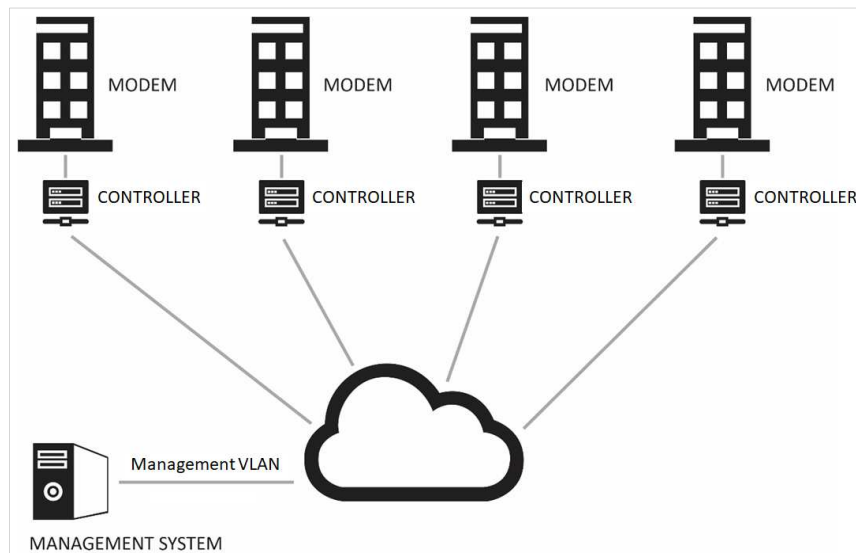 MODEM
MODEM
MODEM
MODEM
CONTROLLER
CONTROLLER
CONTROLLER
CONTROLLER
Management VLAN
MANAGEMENT SYSTEM